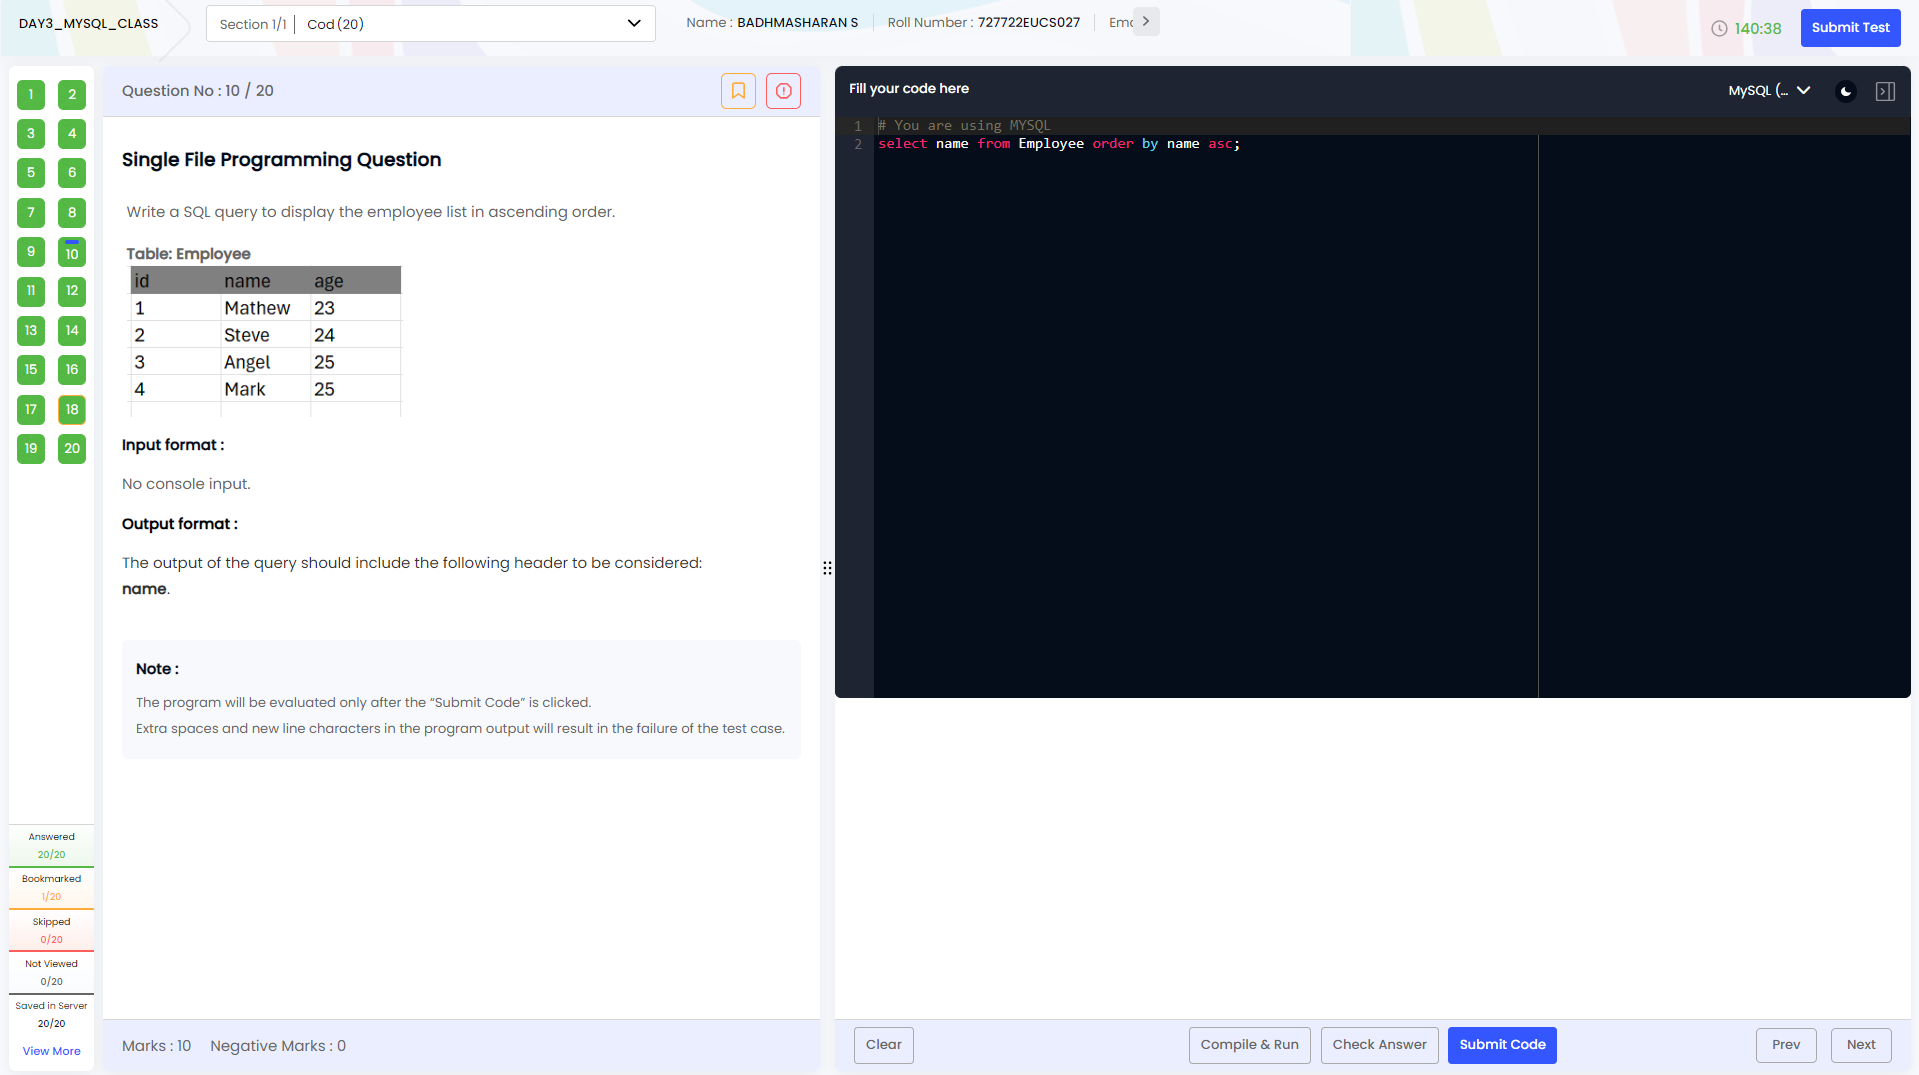 DAY3_MYSQL_CLASS
Section 1/1 | Cod (20)
Name : BADHMASHARAN S
Roll Number : 727722EUCS027
140:38
Submit Test
1 2
3 4
5 6
7 8
9 10
11 12
13 14
15 16
17 18
19 20
Answered
20/20
Bookmarked
1/20
Skipped
0/20
Not Viewed
0/20
Saved in Server
20/20
View More
Question No : 10 / 20
Single File Programming Question
Write a SQL query to display the employee list in ascending order.
Table: Employee
id name age
1 Mathew 23
2 Steve 24
3 Angel 25
4 Mark 25
Input format :
No console input.
Output format :
The output of the query should include the following header to be considered:
name.
Note :
The program will be evaluated only after the “Submit Code” is clicked.
Extra spaces and new line characters in the program output will result in the failure of the test case.
Marks : 10 Negative Marks : 0
Fill your code here
MySQL (...
1 # You are using MYSQL
2 select name from Employee order by name asc;
Clear
Compile & Run
Check Answer
Submit Code
Prev
Next